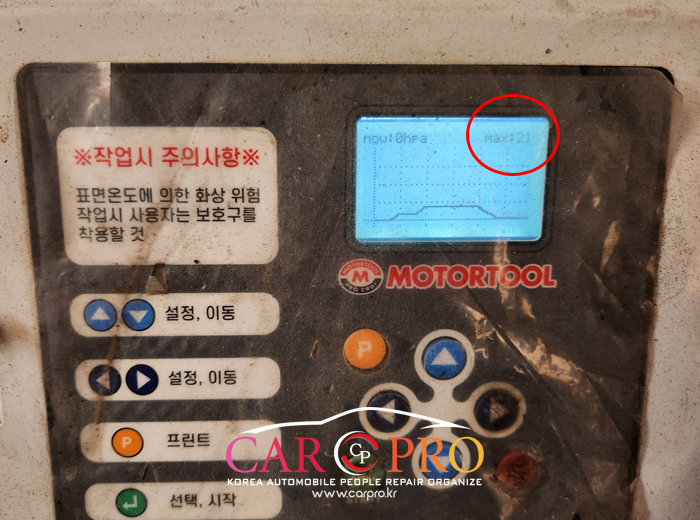 now:0hpa max:21
※작업시 주의사항※
표면온도에 의한 화상 위험
작업시 사용자는 보호구를
착용할 것
MOTORTOOL
M
설정, 이동
P
설정, 이동
P 프린트
CAR CP PRO
KOREA AUTOMOBILE PEOPLE REPAIR ORGANIZE
www.carpro.kr
선택, 시작